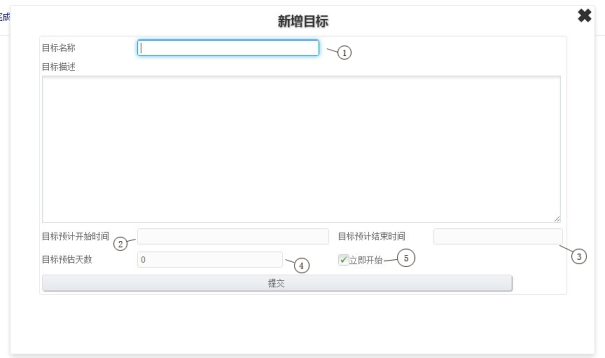 完成
新增目标
目标名称
1
目标描述
目标预计开始时间
2
目标预计结束时间
3
目标预估天数
0
4
立即开始
5
提交